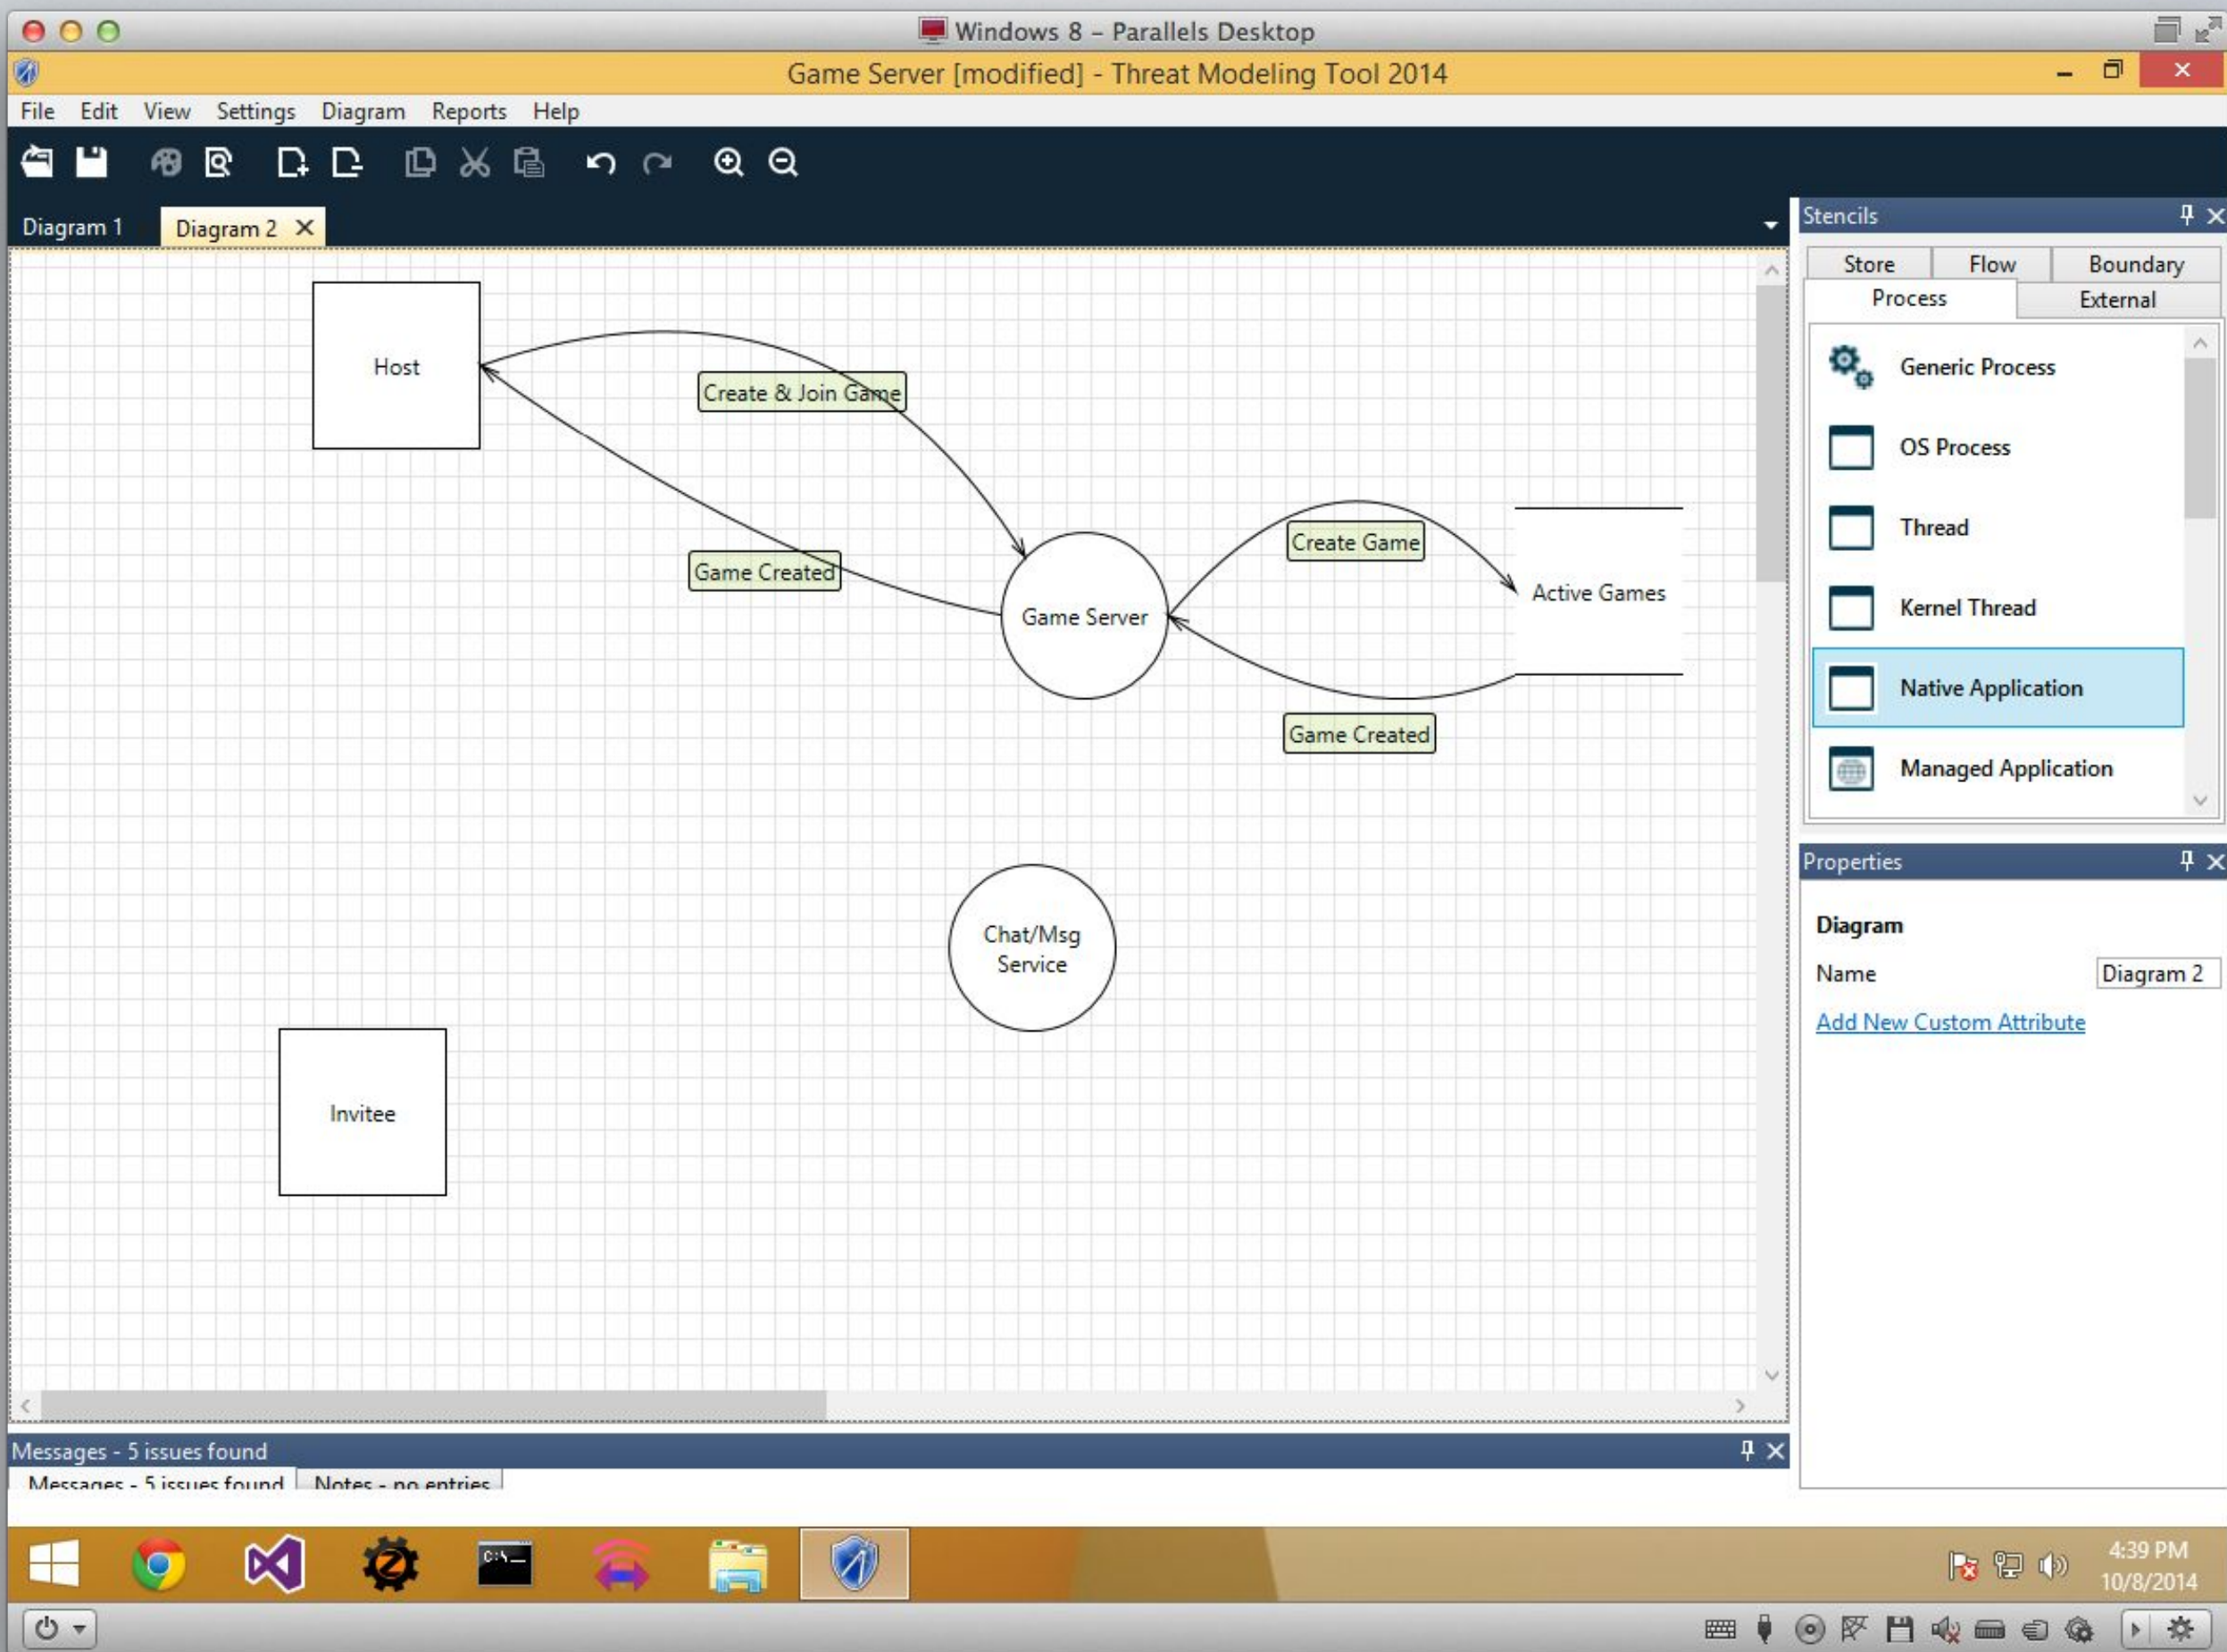 Windows 8 – Parallels Desktop
Game Server [modified] - Threat Modeling Tool 2014
File Edit View Settings Diagram Reports Help
Diagram 1 Diagram 2
Host
Create & Join Game
Game Created
Game Server
Create Game
Active Games
Game Created
Chat/Msg
Service
Invitee
Stencils
Store Flow Boundary
Process External
Generic Process
OS Process
Thread
Kernel Thread
Native Application
Managed Application
Properties
Diagram
Name Diagram 2
Add New Custom Attribute
Messages - 5 issues found
Messages - 5 issues found Notes - no entries
C:\
4:39 PM
10/8/2014